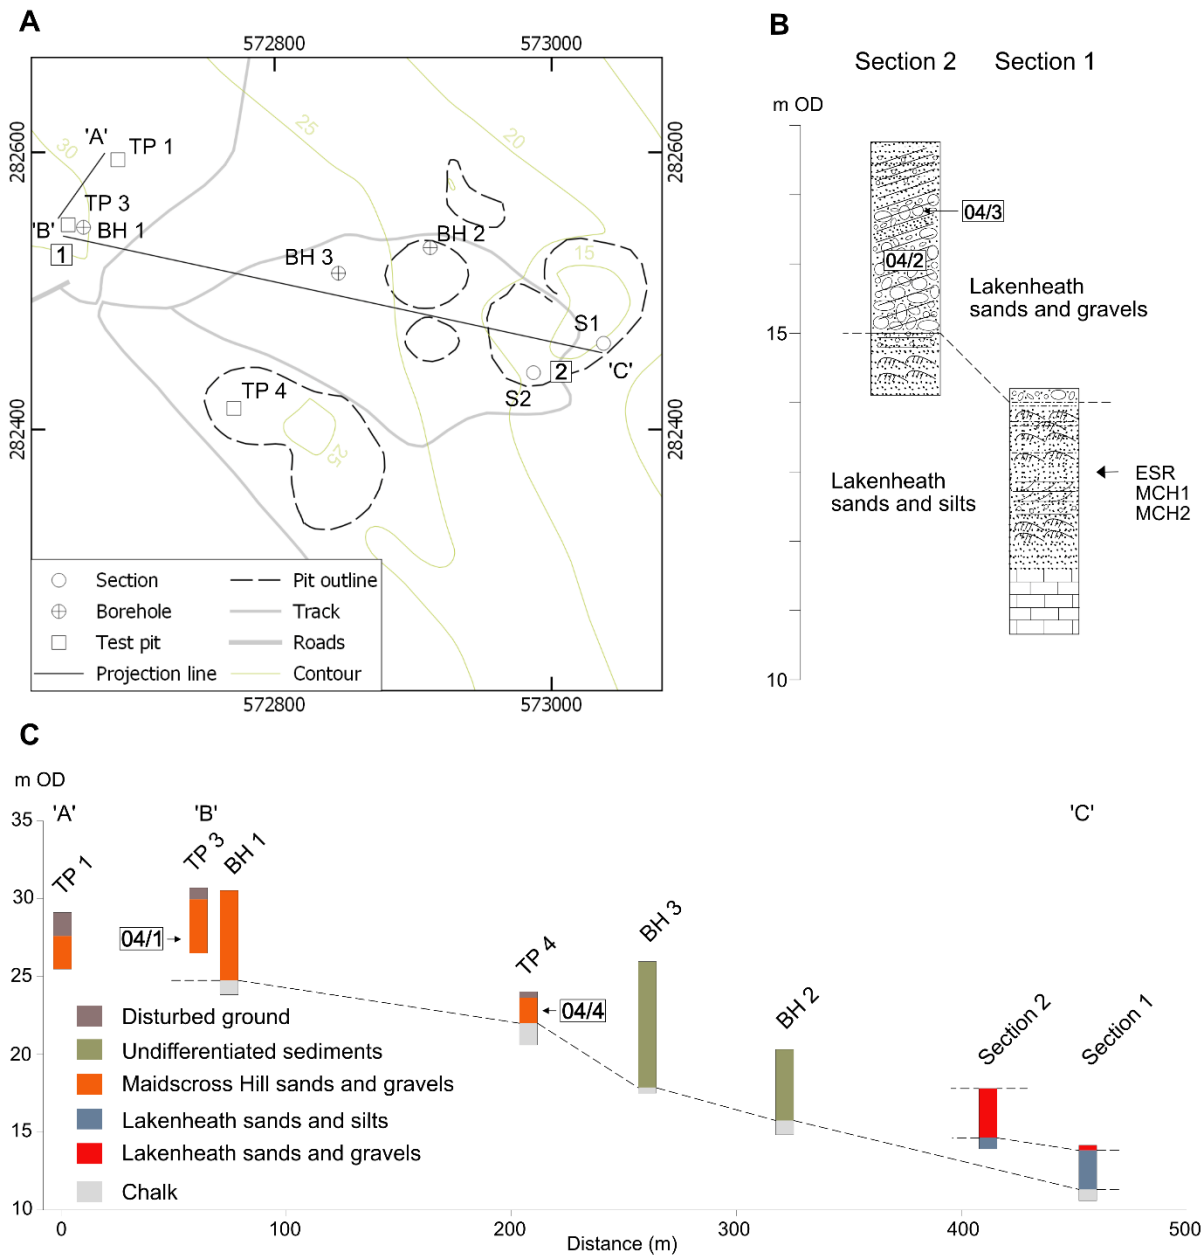 A
572800
573000
282600
282400
'A'
TP 1
30
TP 3
'B'
BH 1
1
25
20
BH 3
BH 2
15
S1
'C'
2
S2
TP 4
25
282600
282400
Section
Borehole
Test pit
Projection line
Pit outline
Track
Roads
Contour
572800
573000
B
Section 2
Section 1
m OD
04/3
04/2
Lakenheath
sands and gravels
15
Lakenheath
sands and silts
ESR
MCH1
MCH2
10
C
m OD
35
30
25
20
15
10
'A'
'B'
'C'
TP 1
TP 3
BH 1
04/1
TP 4
04/4
BH 3
BH 2
Section 2
Section 1
Disturbed ground
Undifferentiated sediments
Maidscross Hill sands and gravels
Lakenheath sands and silts
Lakenheath sands and gravels
Chalk
0
100
200
300
400
500
Distance (m)